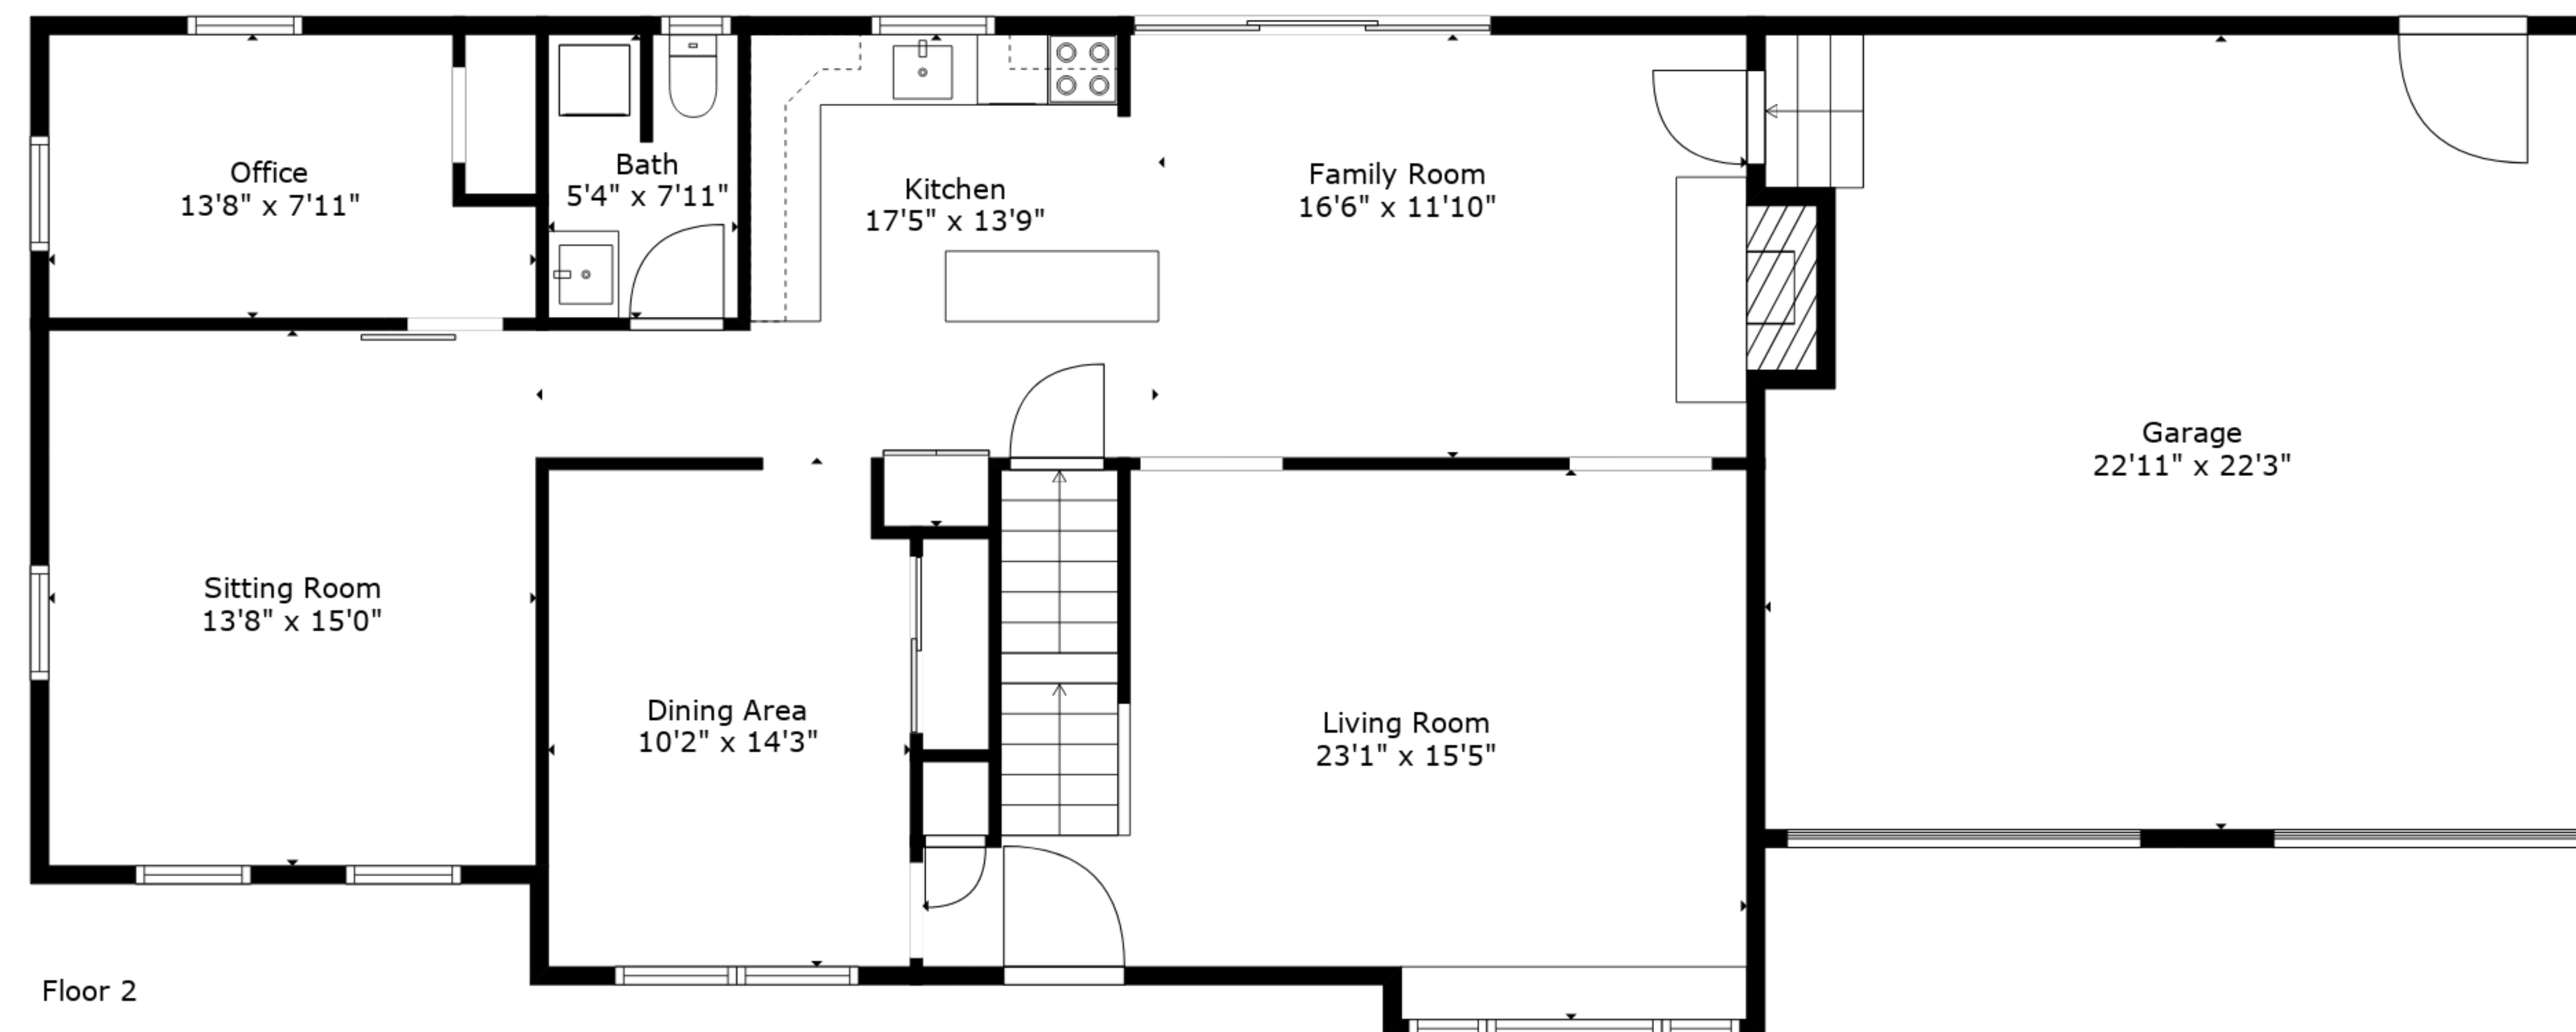 Office
13'8" x 7'11"
Bath
5'4" x 7'11"
Kitchen
17'5" x 13'9"
Family Room
16'6" x 11'10"
Garage
22'11" x 22'3"
Sitting Room
13'8" x 15'0"
Dining Area
10'2" x 14'3"
Living Room
23'1" x 15'5"
Floor 2